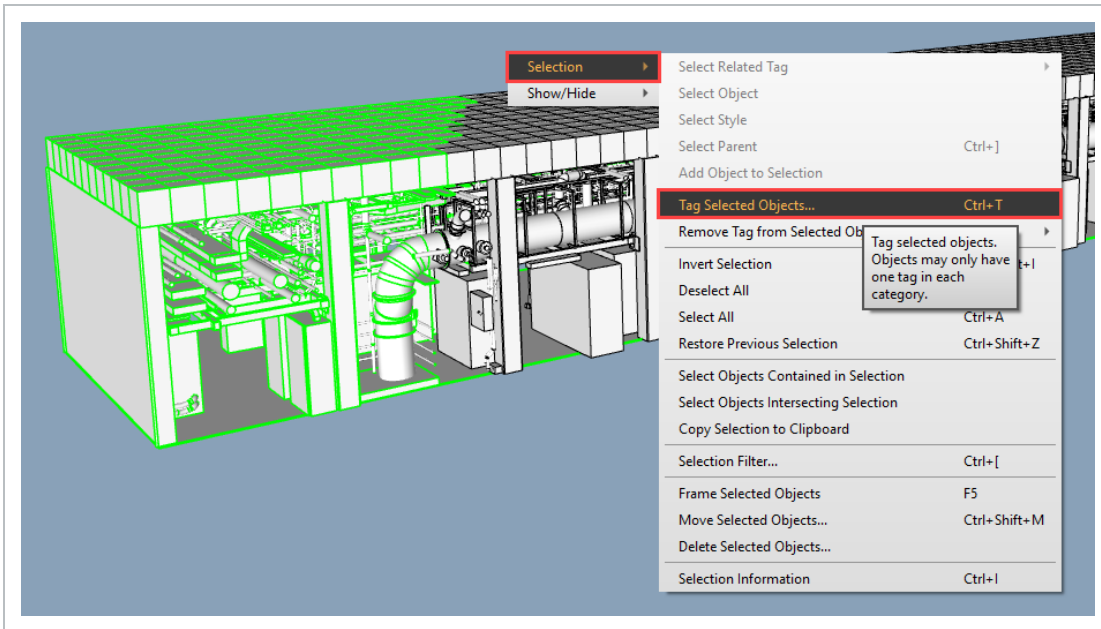 Selection
Show/Hide
Select Related Tag
Select Object
Select Style
Select Parent Ctrl+]
Add Object to Selection
Tag Selected Objects... Ctrl+T
Remove Tag from Selected Ob
Tag selected objects.
Objects may only have
one tag in each
category.
Invert Selection t+I
Deselect All
Select All Ctrl+A
Restore Previous Selection Ctrl+Shift+Z
Select Objects Contained in Selection
Select Objects Intersecting Selection
Copy Selection to Clipboard
Selection Filter... Ctrl+[
Frame Selected Objects F5
Move Selected Objects... Ctrl+Shift+M
Delete Selected Objects...
Selection Information Ctrl+I